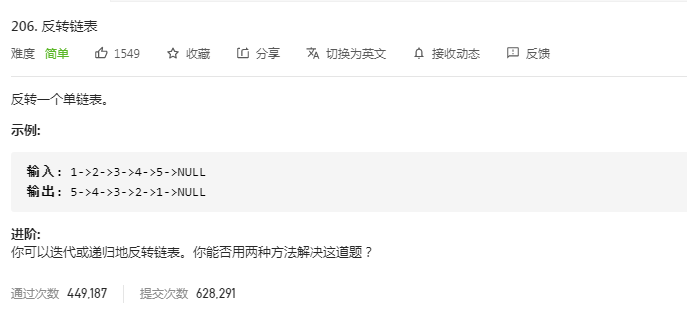 206. 反转链表
难度 简单 1549 收藏 分享 切换为英文 接收动态 反馈
反转一个单链表。
示例:
输入: 1->2->3->4->5->NULL
输出: 5->4->3->2->1->NULL
进阶:
你可以迭代或递归地反转链表。你能否用两种方法解决这道题？
通过次数 449,187 提交次数 628,291